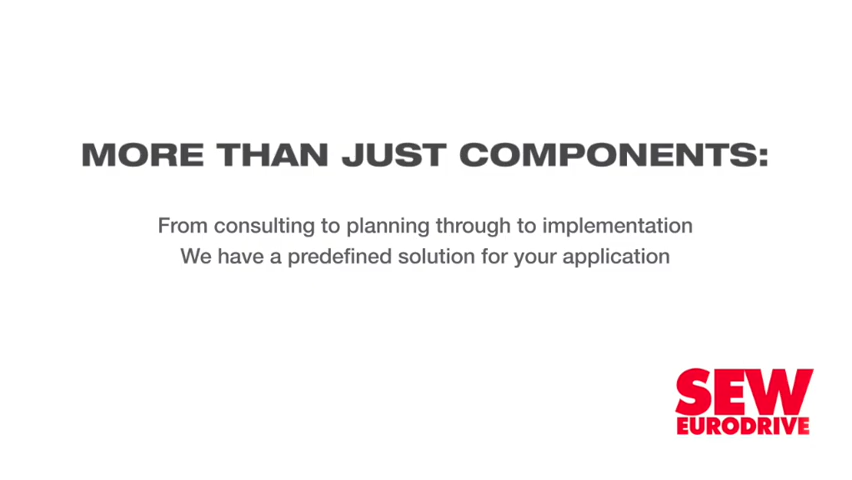 MORE THAN JUST COMPONENTS:
From consulting to planning through to implementation
We have a predefined solution for your application
SEW
EURODRIVE